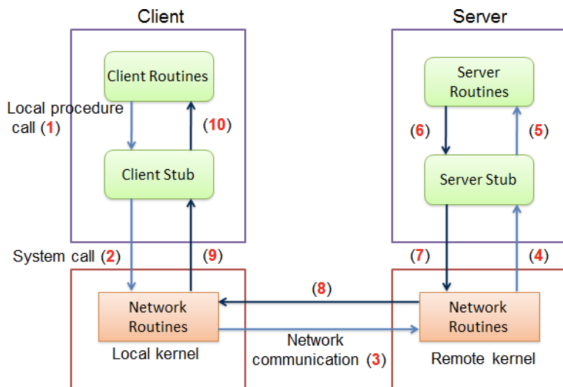 Client
Server
Client Routines
Server
Routines
Local procedure
call (1)
(10)
(6)
(5)
Client Stub
Server Stub
System call (2)
(9)
(7)
(4)
(8)
Network
Routines
Network
Routines
Network
communication (3)
Local kernel
Remote kernel